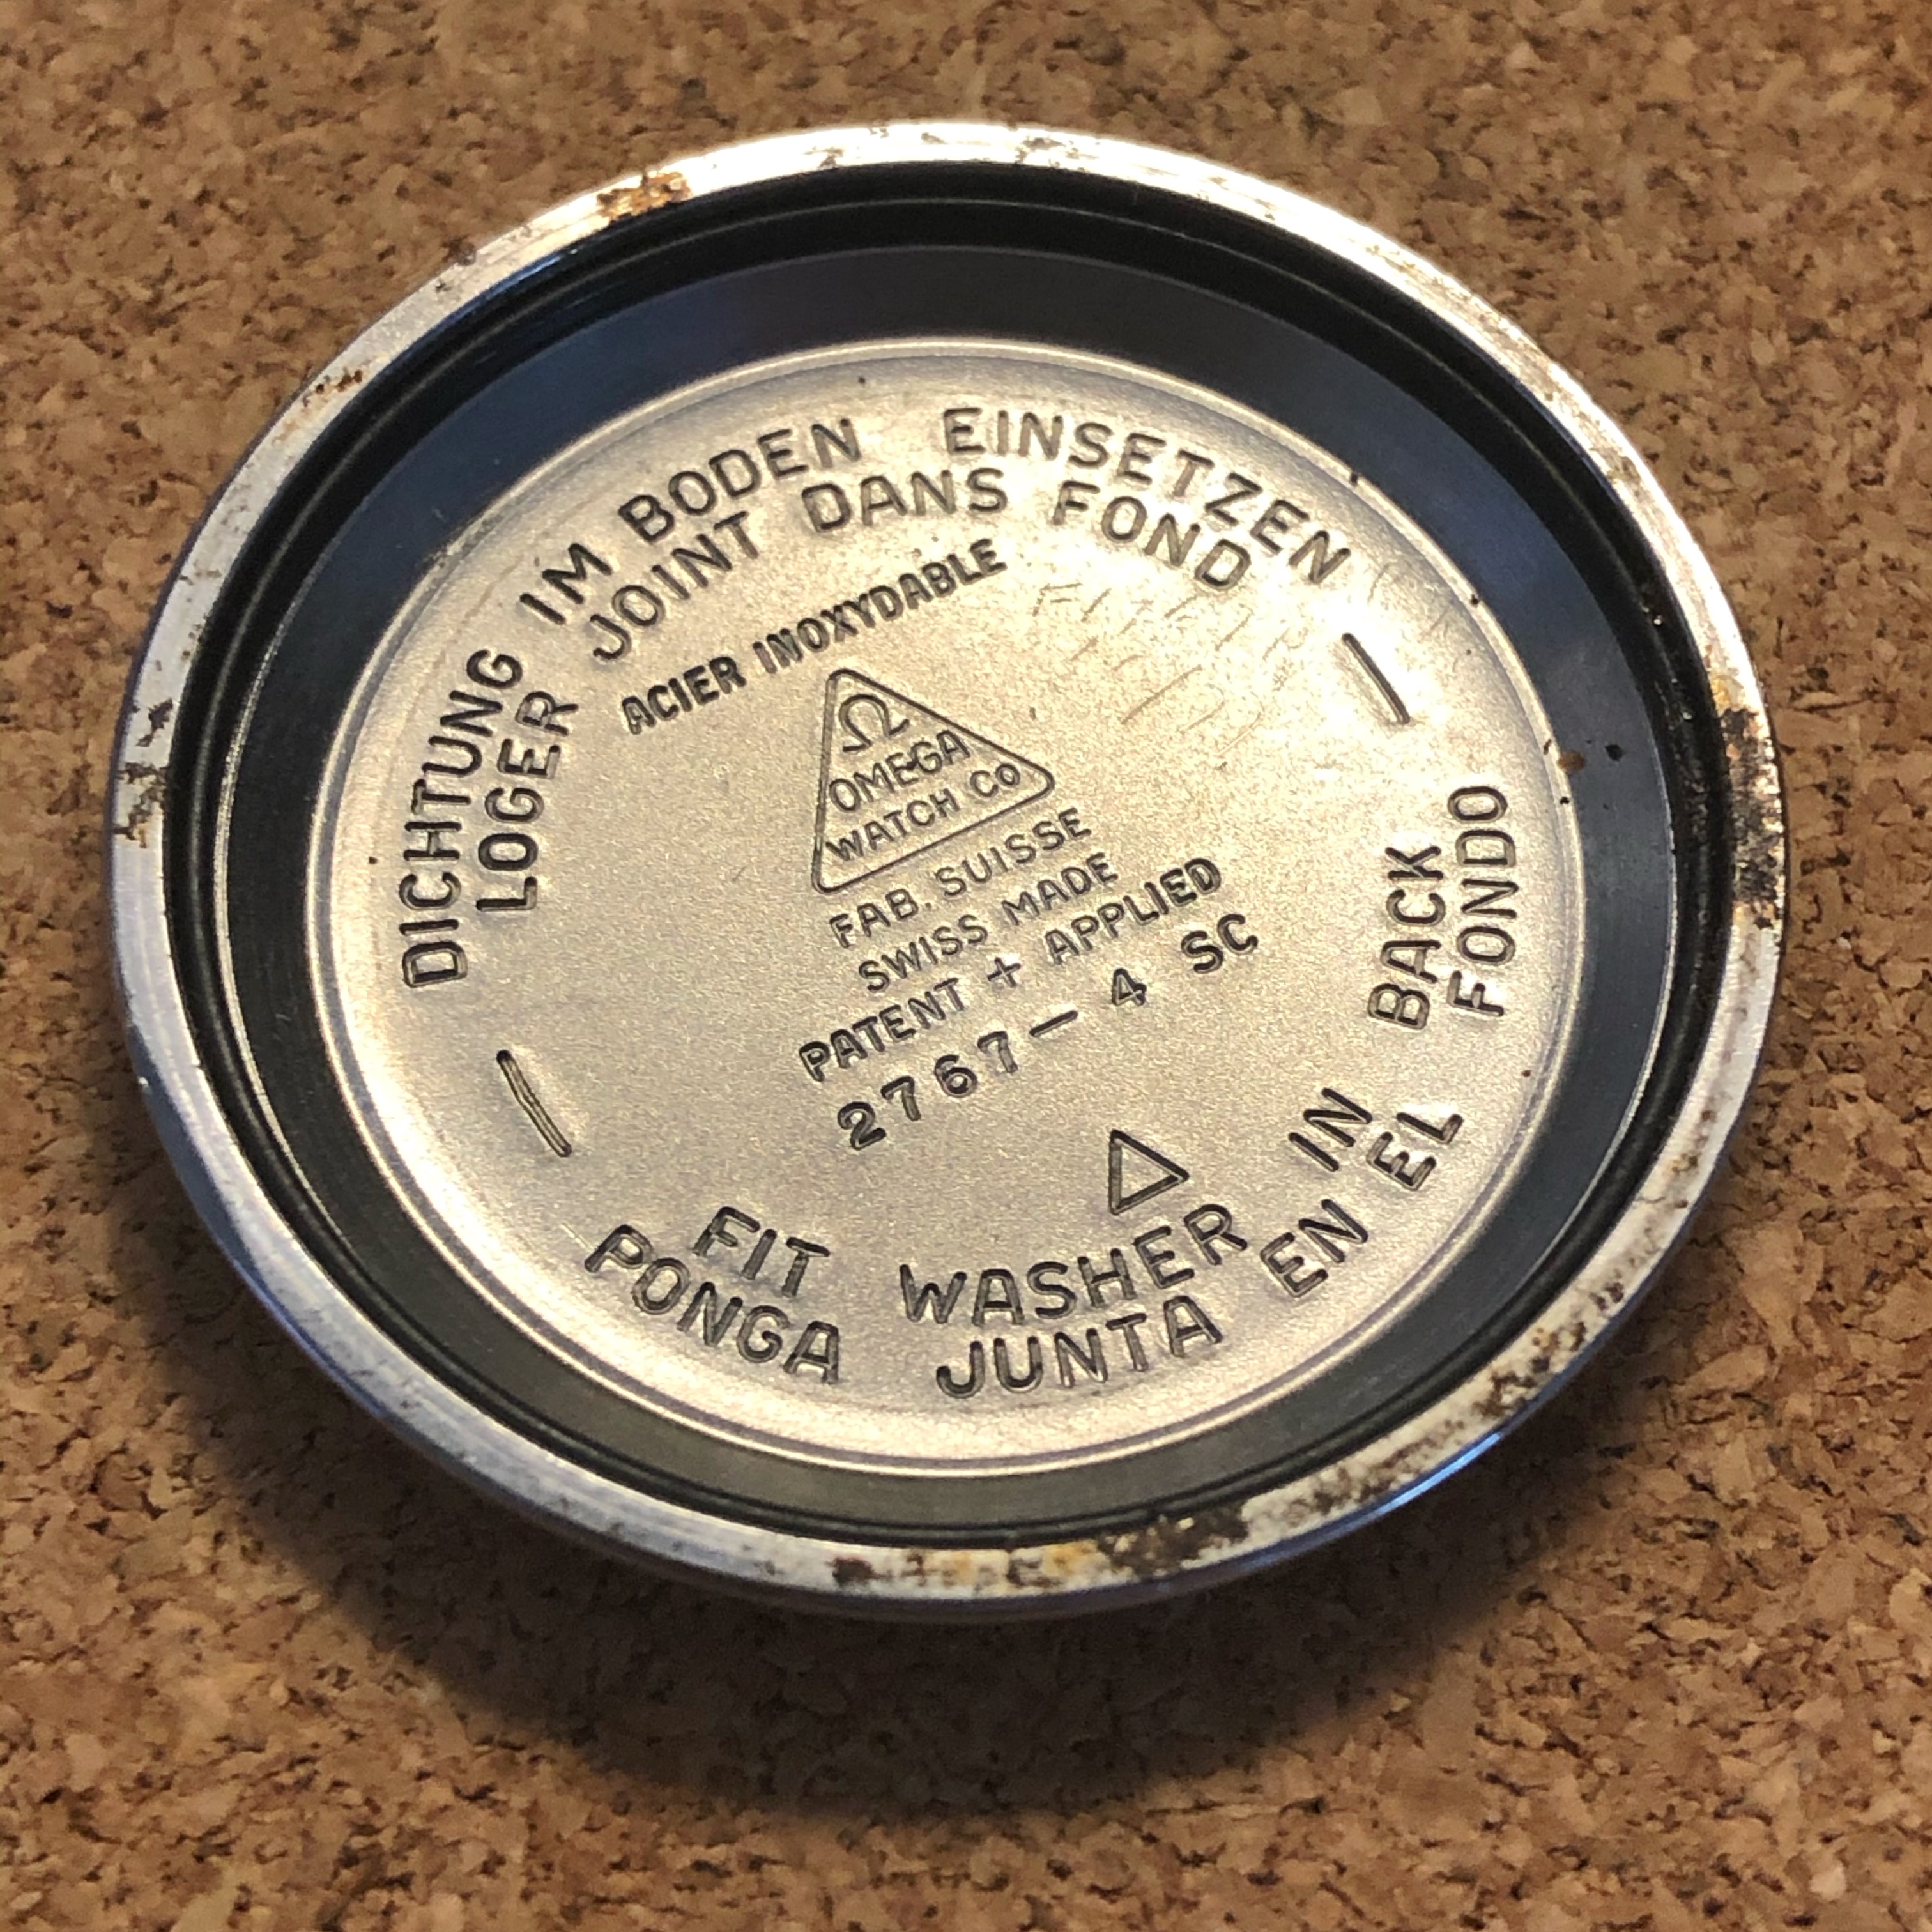 DICHTUNG IM BODEN EINSETZEN
LOGER JOINT DANS FOND
ACIER INOXYDABLE
Ω
OMEGA
WATCH Co
FAB. SUISSE
SWISS MADE
PATENT + APPLIED
2767-4 SC
FIT WASHER IN BACK
PONGA JUNTA EN EL FONDO